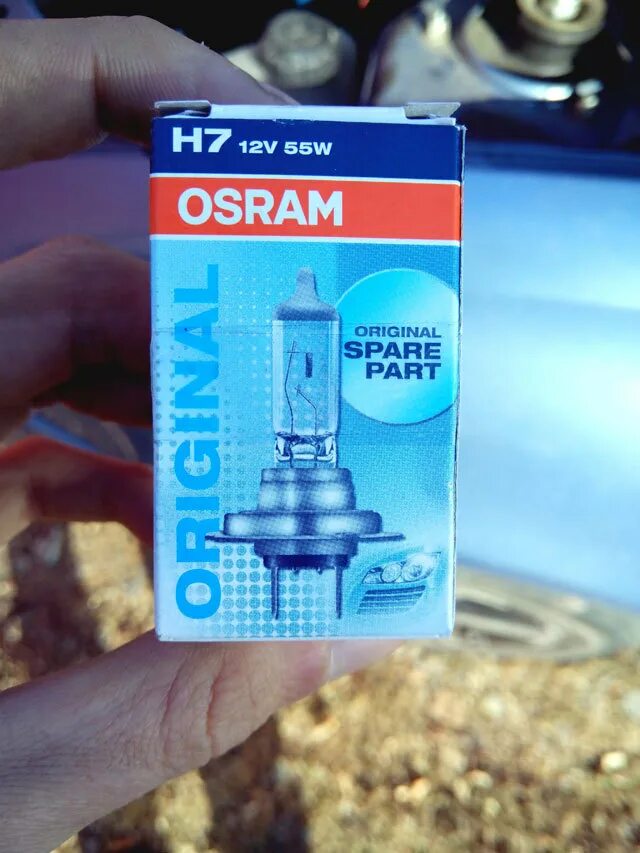 H7 12V 55W
OSRAM
ORIGINAL
ORIGINAL
SPARE
PART